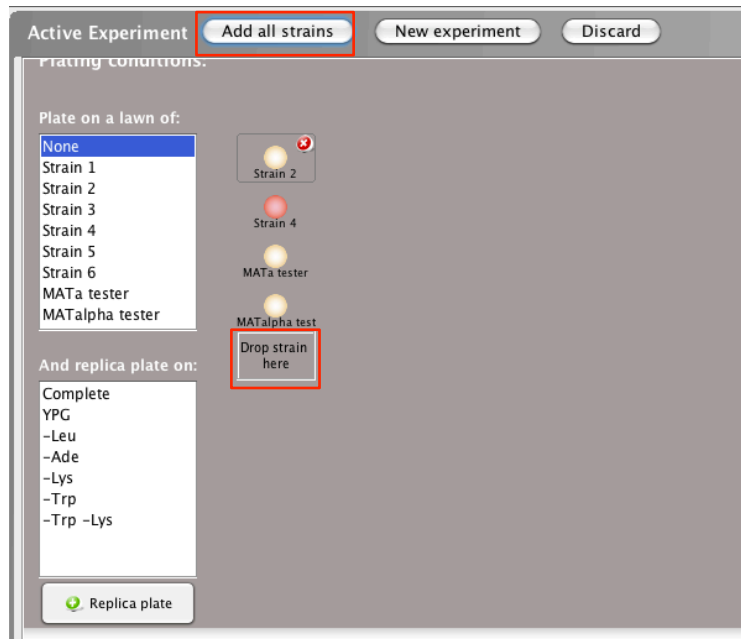 Active Experiment
Add all strains
New experiment
Discard
Plating conditions:
Plate on a lawn of:
None
Strain 1
Strain 2
Strain 3
Strain 4
Strain 5
Strain 6
MATa tester
MATalpha tester
Strain 2
Strain 4
MATa tester
MATalpha test
Drop strain
here
And replica plate on:
Complete
YPG
-Leu
-Ade
-Lys
-Trp
-Trp -Lys
Replica plate